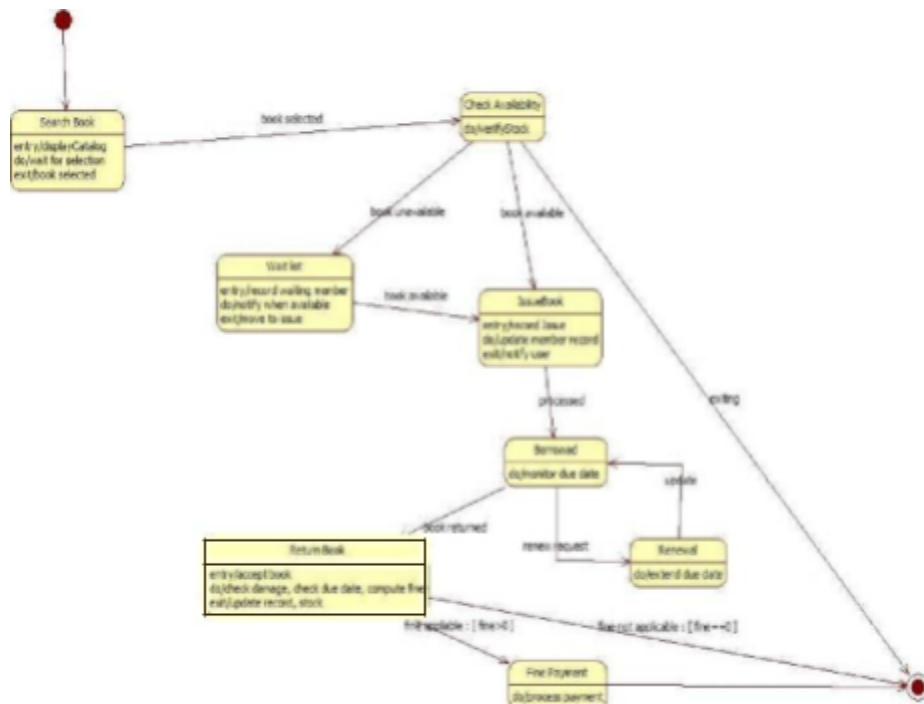 Search Book
entry/displayCatalog
do/wait for selection
exit/book selected
book selected
Check Availability
do/verifyStock
book unavailable
book available
Wait list
entry/record waiting member
do/notify when available
exit/move to issue
book available
IssueBook
entry/record issue
do/update member record
exit/notify user
exiting
processed
Borrowed
do/monitor due date
update
book returned
renew request
Renewal
do/extend due date
Return Book
entry/accept book
do/check damage, check due date, compute fine
exit/update record, stock
: [ fine>0 ]
fine not applicable : [ fine==0 ]
Fine Payment
do/process payment